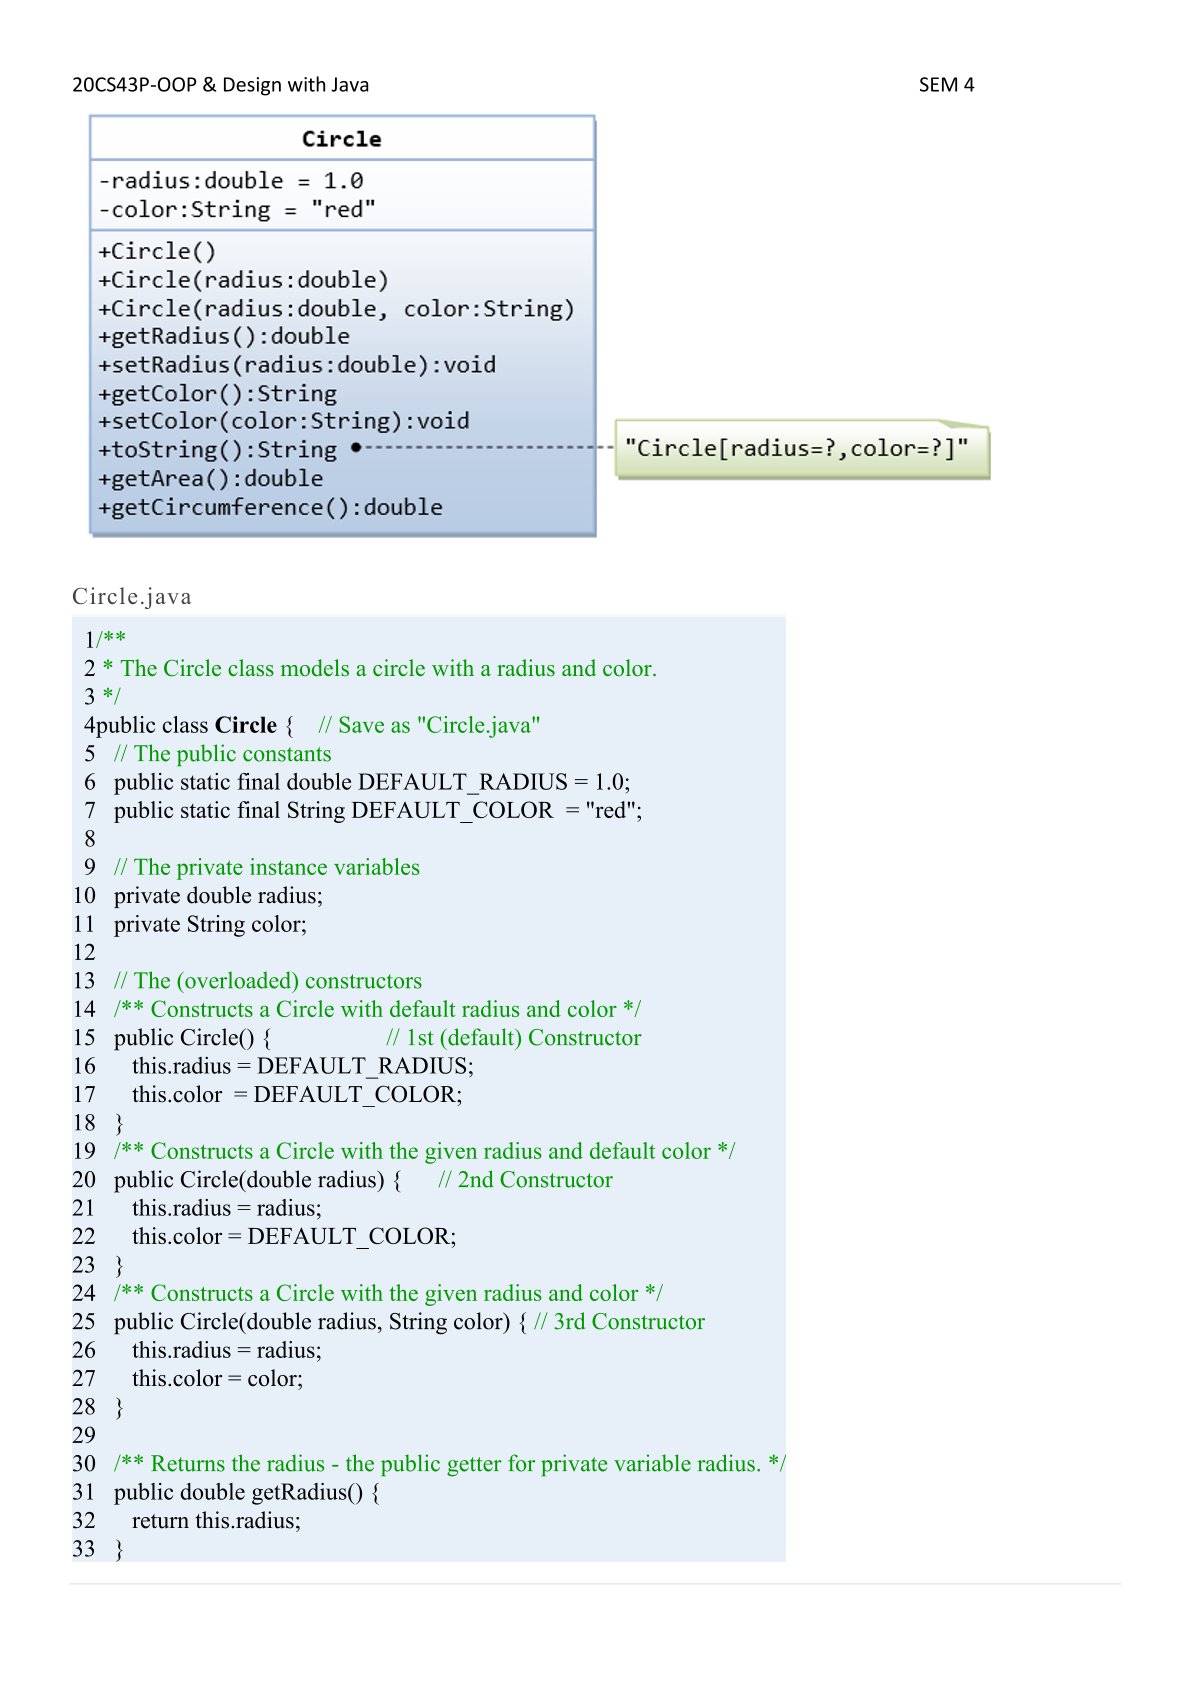 20CS43P-OOP & Design with Java SEM 4
Circle
-radius:double = 1.0
-color:String = "red"
+Circle()
+Circle(radius:double)
+Circle(radius:double, color:String)
+getRadius():double
+setRadius(radius:double):void
+getColor():String
+setColor(color:String):void
+toString():String
"Circle[radius=?,color=?]"
+getArea():double
+getCircumference():double
Circle.java
1/**
2 * The Circle class models a circle with a radius and color.
3 */
4public class Circle { // Save as "Circle.java"
5 // The public constants
6 public static final double DEFAULT_RADIUS = 1.0;
7 public static final String DEFAULT_COLOR = "red";
8
9 // The private instance variables
10 private double radius;
11 private String color;
12
13 // The (overloaded) constructors
14 /** Constructs a Circle with default radius and color */
15 public Circle() { // 1st (default) Constructor
16 this.radius = DEFAULT_RADIUS;
17 this.color = DEFAULT_COLOR;
18 }
19 /** Constructs a Circle with the given radius and default color */
20 public Circle(double radius) { // 2nd Constructor
21 this.radius = radius;
22 this.color = DEFAULT_COLOR;
23 }
24 /** Constructs a Circle with the given radius and color */
25 public Circle(double radius, String color) { // 3rd Constructor
26 this.radius = radius;
27 this.color = color;
28 }
29
30 /** Returns the radius - the public getter for private variable radius. */
31 public double getRadius() {
32 return this.radius;
33 }